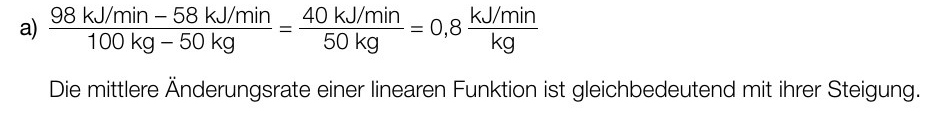 a) (98 kJ/min – 58 kJ/min)/(100 kg – 50 kg) = (40 kJ/min)/(50 kg) = 0,8 (kJ/min)/kg
Die mittlere Änderungsrate einer linearen Funktion ist gleichbedeutend mit ihrer Steigung.